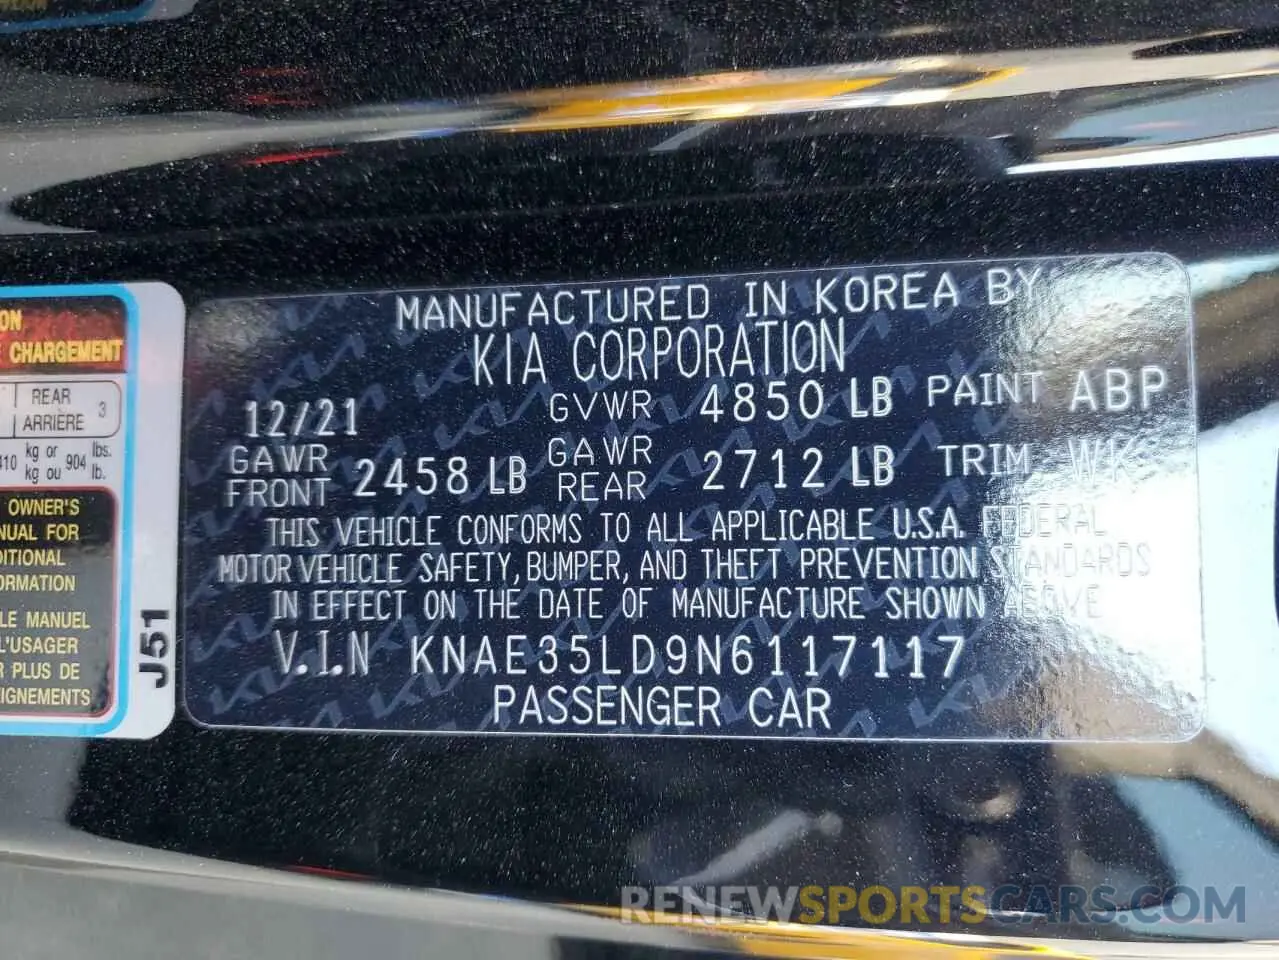 MANUFACTURED IN KOREA BY
KIA CORPORATION
12/21 GVWR 4850 LB PAINT ABP
GAWR FRONT 2458 LB GAWR REAR 2712 LB TRIM WK
THIS VEHICLE CONFORMS TO ALL APPLICABLE U.S.A. FEDERAL
MOTOR VEHICLE SAFETY, BUMPER, AND THEFT PREVENTION STANDARDS
IN EFFECT ON THE DATE OF MANUFACTURE SHOWN ABOVE
V.I.N KNAE35LD9N6117117
PASSENGER CAR
ON
CHARGEMENT
REAR
ARRIÈRE 3
410 kg or 904 lbs.
kg ou lb.
OWNER'S
NUAL FOR
DITIONAL
ORMATION
LE MANUEL
L'USAGER
R PLUS DE
IGNEMENTS
J51
RENEWSPORTSCARS.COM